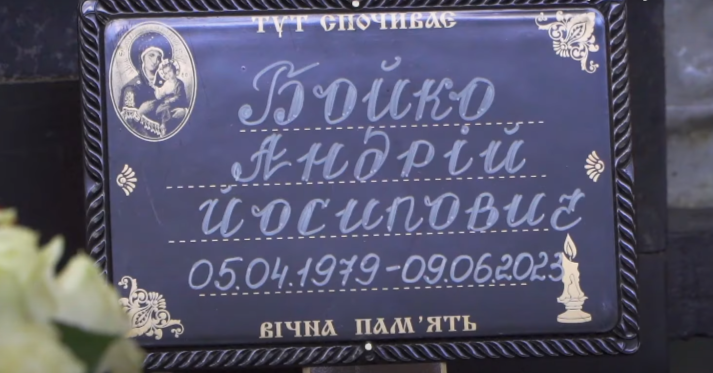 ТУТ СПОЧИВАЄ
Бойко
Андрій
Йосипович
05.04.1979-09.06.2023
ВІЧНА ПАМ'ЯТЬ